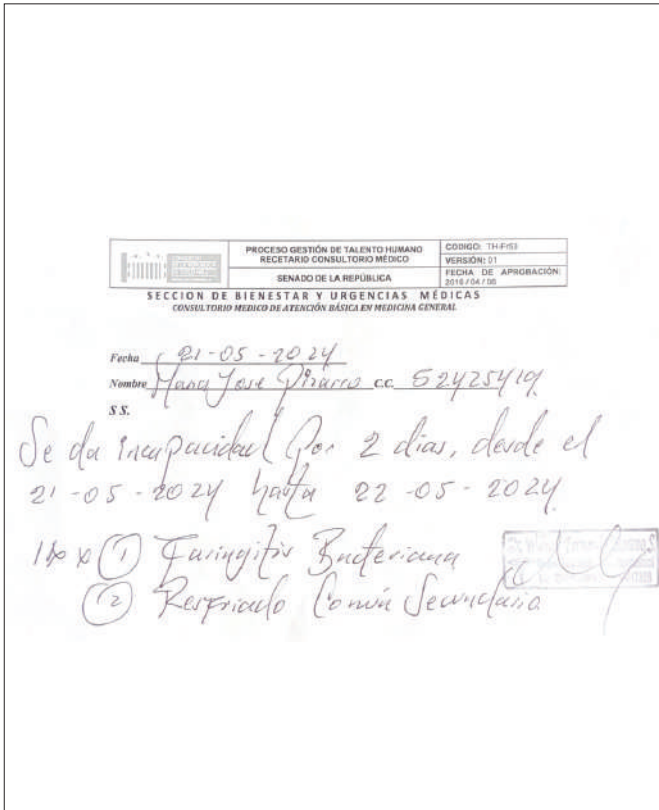 PROCESO GESTIÓN DE TALENTO HUMANO
RECETARIO CONSULTORIO MÉDICO
SENADO DE LA REPÚBLICA
CODIGO: TH-Fr53
VERSIÓN: 01
FECHA DE APROBACIÓN:
2016/04/06
SECCION DE BIENESTAR Y URGENCIAS MÉDICAS
CONSULTORIO MEDICO DE ATENCIÓN BÁSICA EN MEDICINA GENERAL
Fecha 21-05-2024
Nombre Maria Jose Pizarro CC. 52425419
SS.
Se da incapacidad por 2 dias, desde el
21-05-2024 hasta 22-05-2024
① Faringitis Bacteriana
② Resfriado Común Secundario